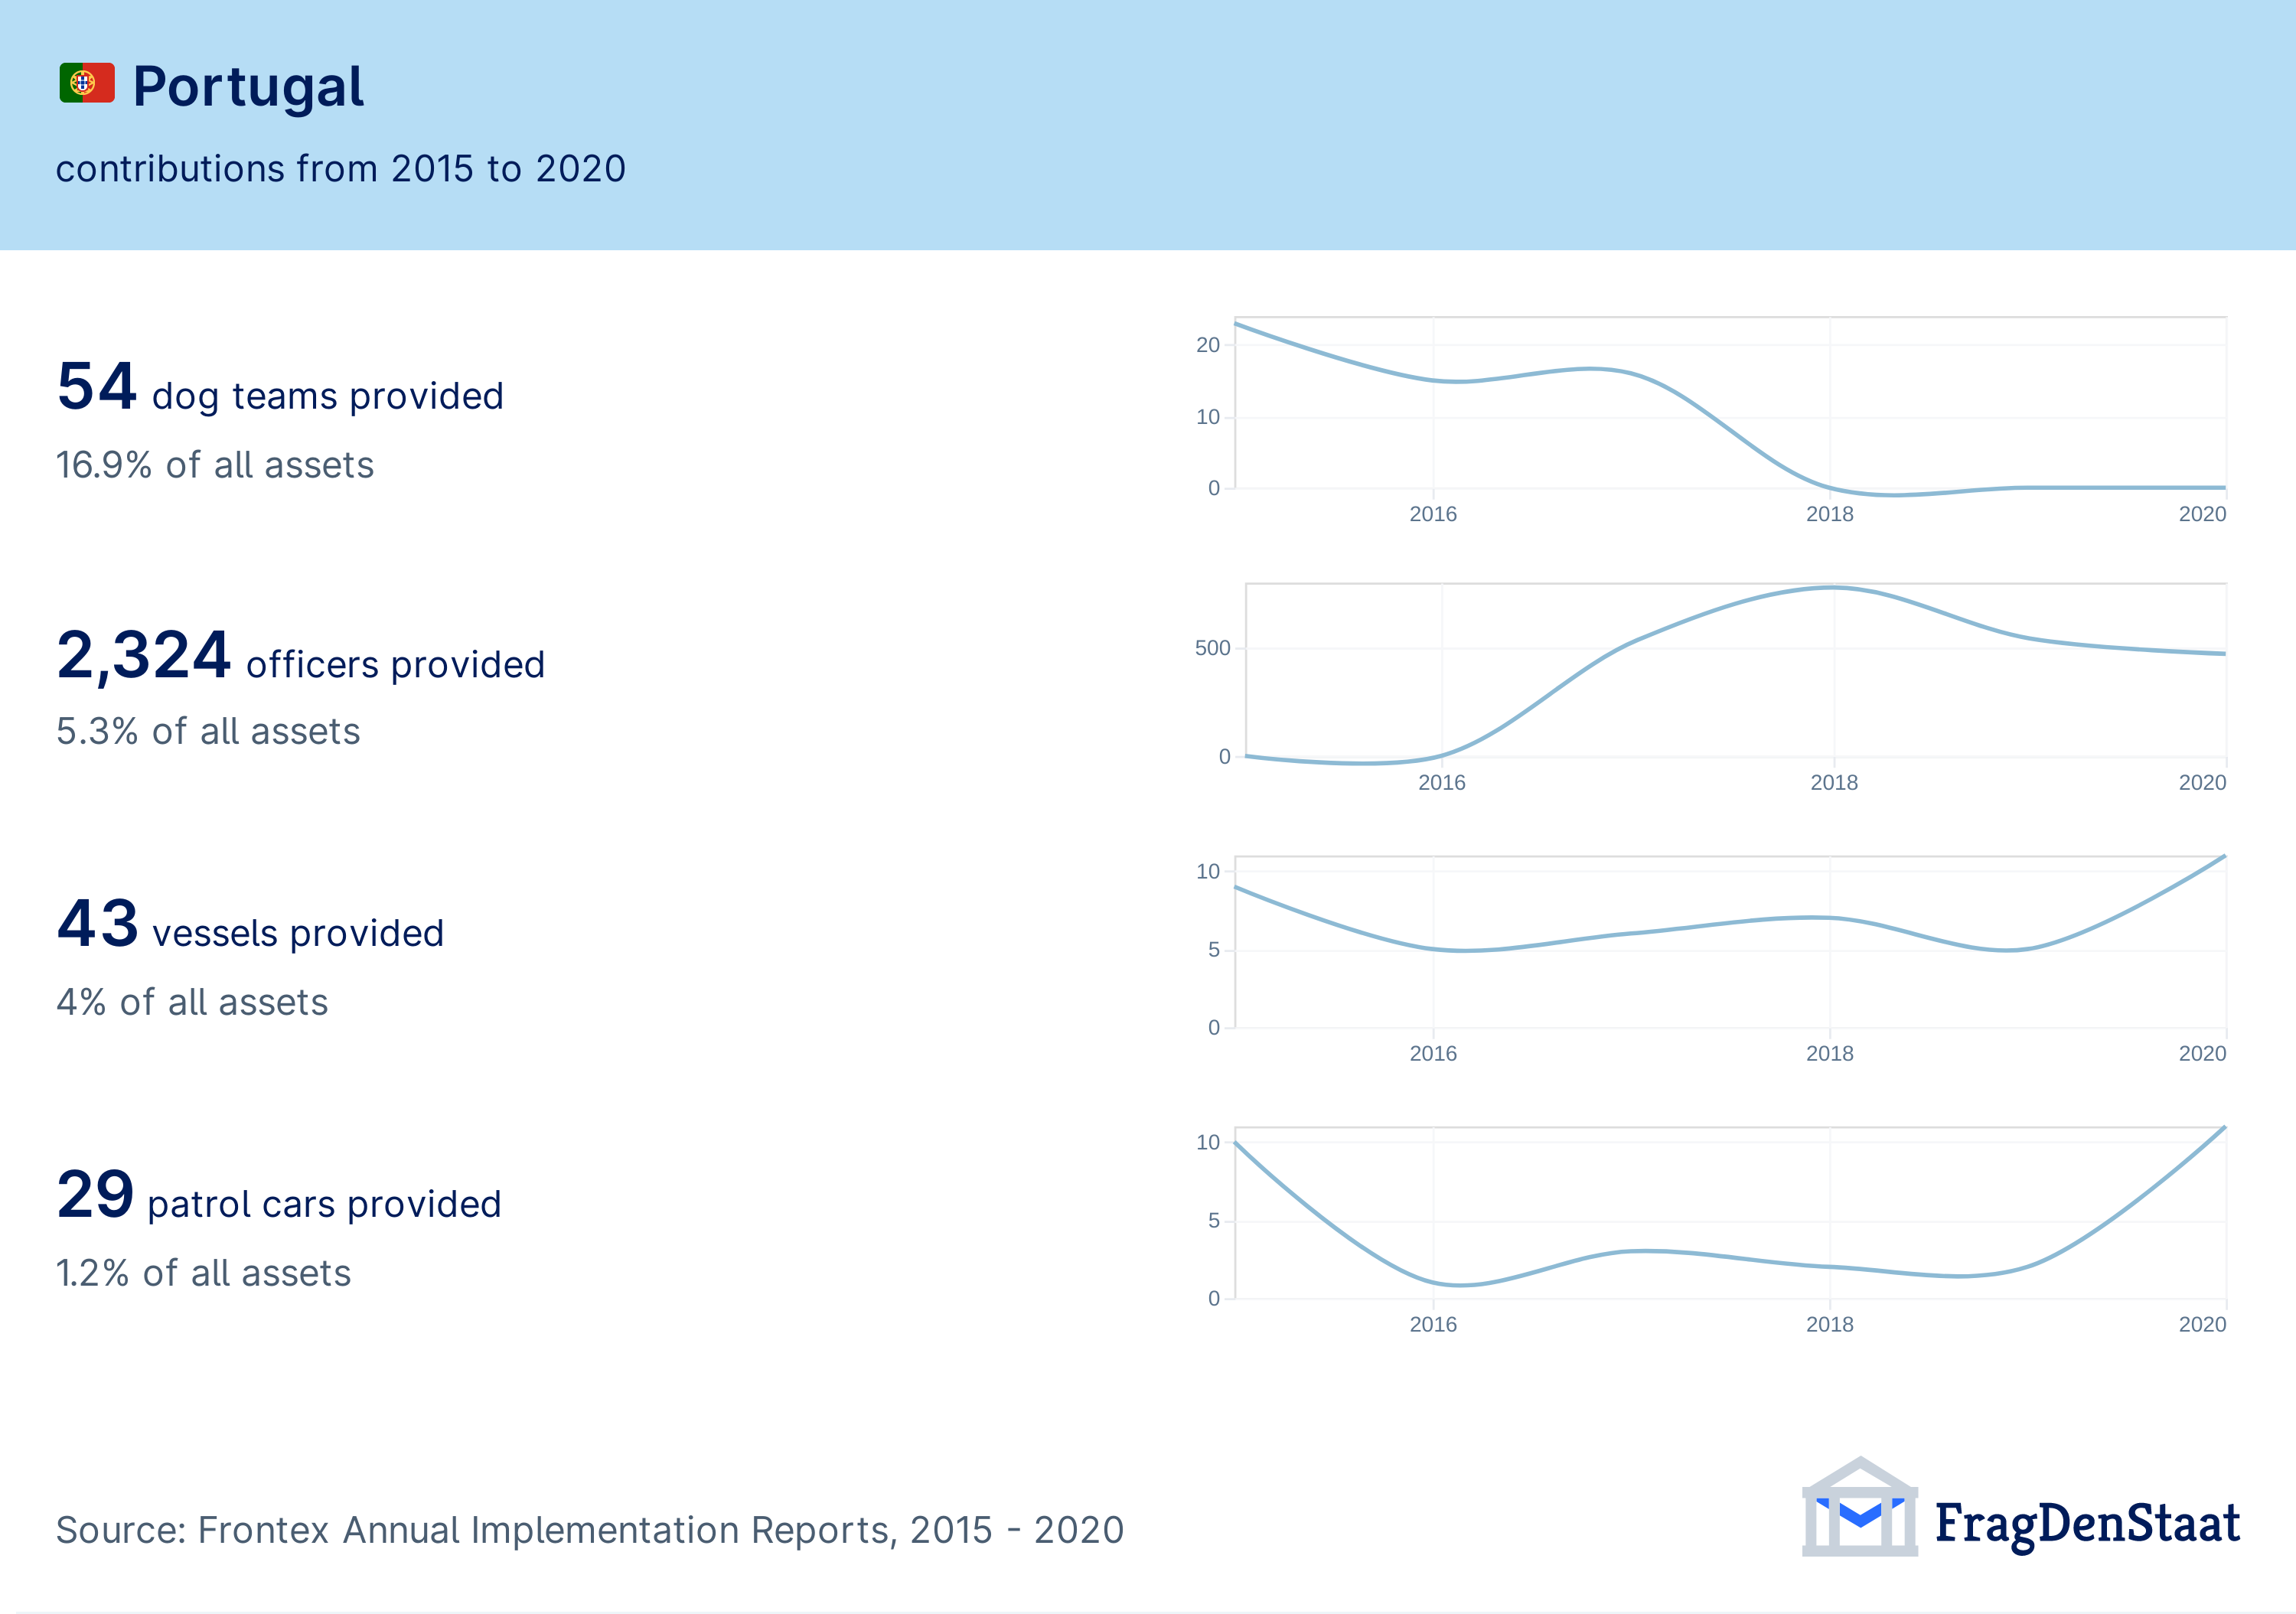 Portugal
contributions from 2015 to 2020
54 dog teams provided
16.9% of all assets
20
10
0
2016 2018 2020
2,324 officers provided
5.3% of all assets
500
0
2016 2018 2020
43 vessels provided
4% of all assets
10
5
0
2016 2018 2020
29 patrol cars provided
1.2% of all assets
10
5
0
2016 2018 2020
Source: Frontex Annual Implementation Reports, 2015 - 2020
FragDenStaat